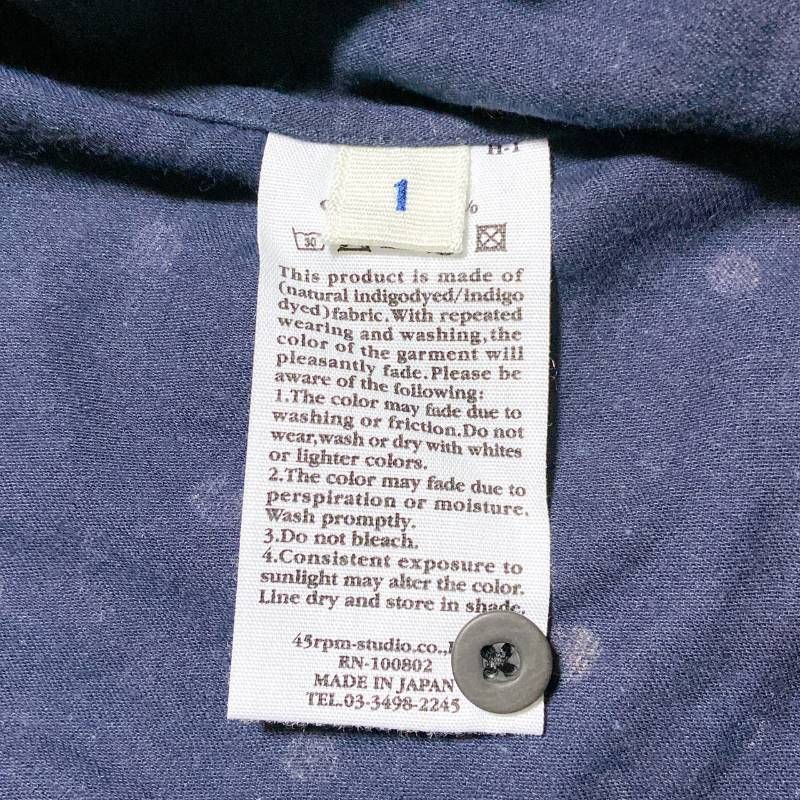 H-1
1
%
30
This product is made of
(natural indigodyed/indigo
dyed)fabric.With repeated
wearing and washing,the
color of the garment will
pleasantly fade.Please be
aware of the following:
1.The color may fade due to
washing or friction.Do not
wear,wash or dry with whites
or lighter colors.
2.The color may fade due to
perspiration or moisture.
Wash promptly.
3.Do not bleach.
4.Consistent exposure to
sunlight may alter the color.
Line dry and store in shade.
45rpm-studio.co.,
RN-100802
MADE IN JAPAN
TEL.03-3498-2245